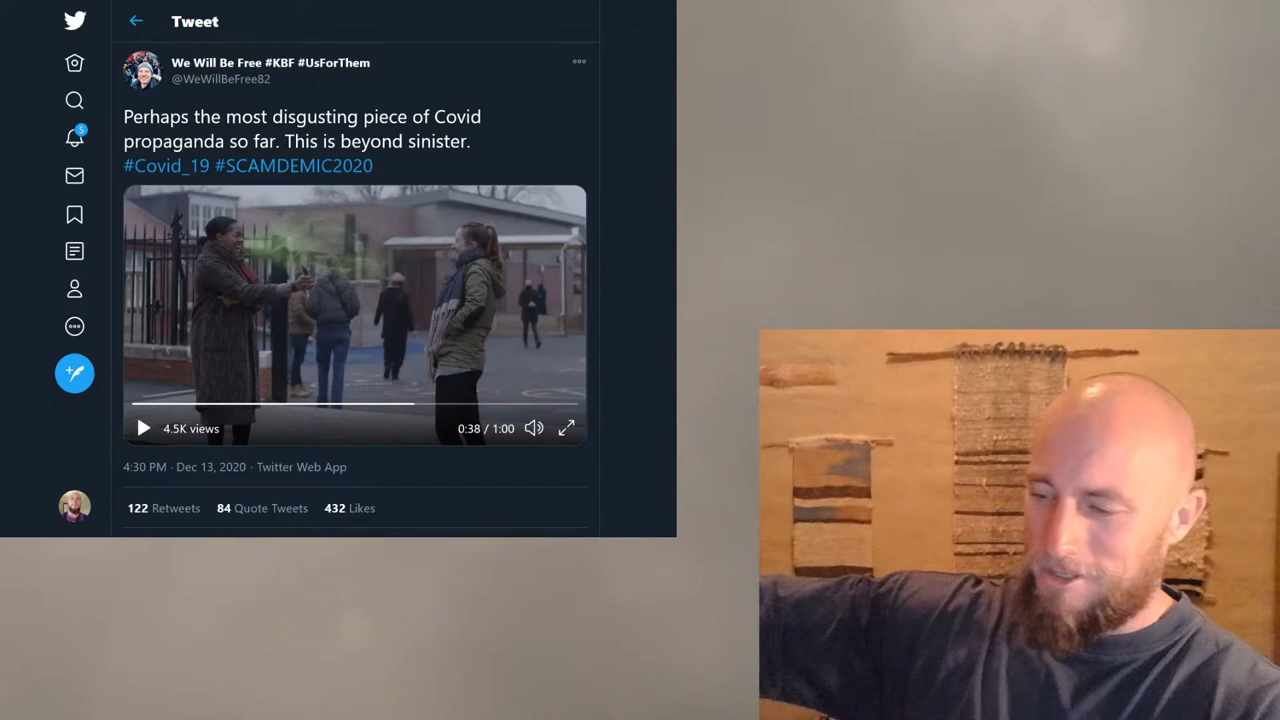 Tweet
We Will Be Free #KBF #UsForThem
@WeWillBeFree82
Perhaps the most disgusting piece of Covid
propaganda so far. This is beyond sinister.
#Covid_19 #SCAMDEMIC2020
4.5K views
0:38 / 1:00
4:30 PM · Dec 13, 2020 · Twitter Web App
122 Retweets 84 Quote Tweets 432 Likes
5